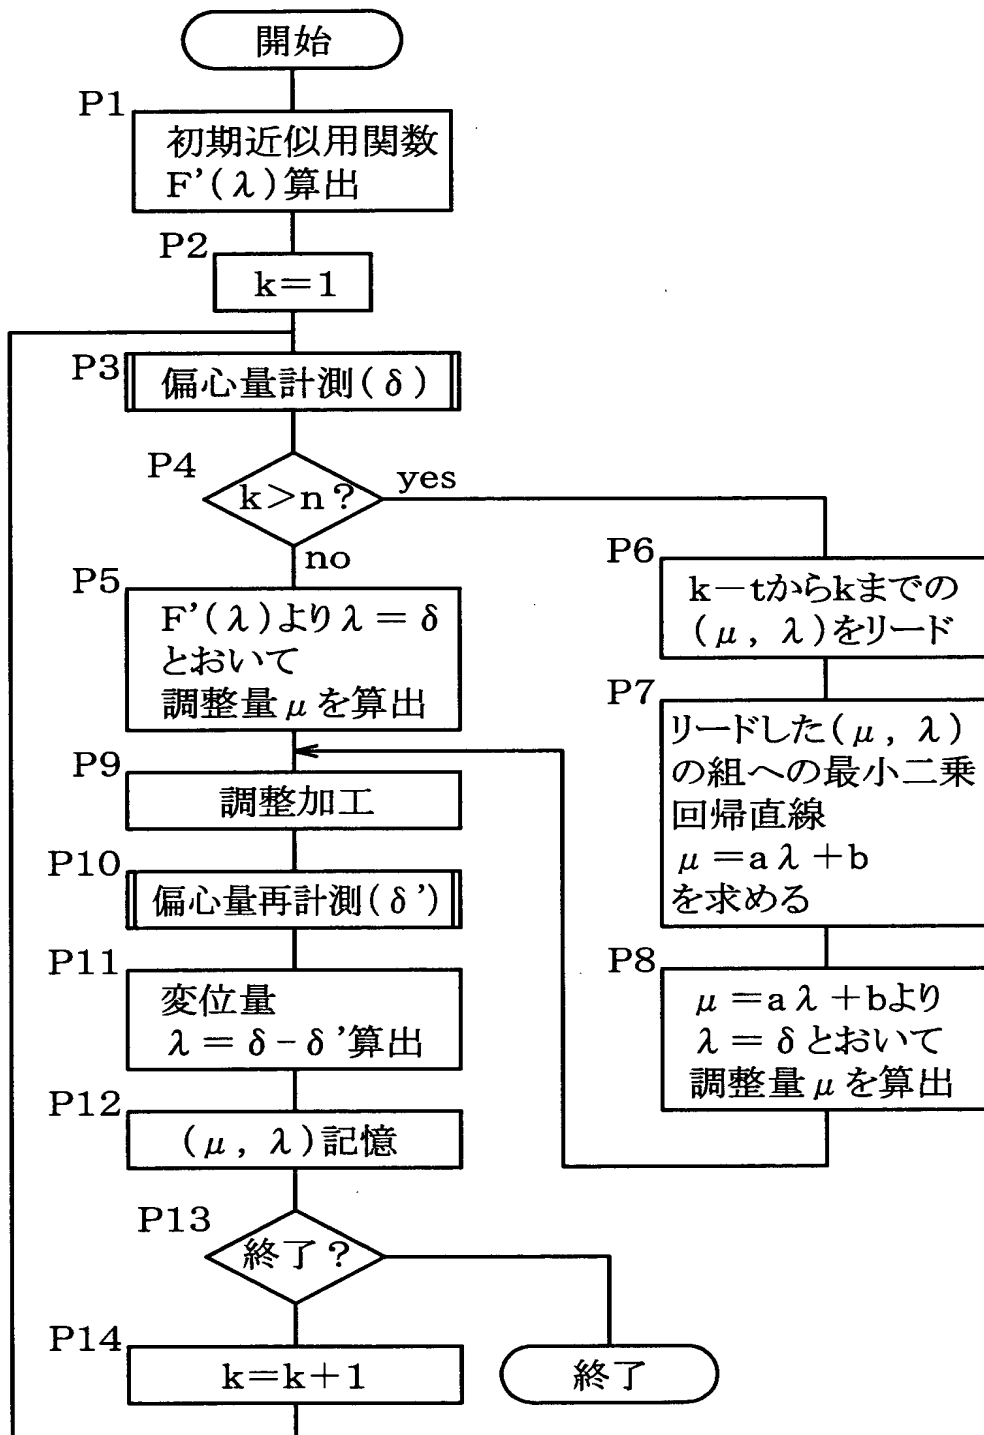 開始
P1
初期近似用関数
F'(λ)算出
P2
k=1
P3
偏心量計測(δ)
P4
k>n?
yes
no
P5
F'(λ)よりλ=δ
とおいて
調整量μを算出
P6
k-tからkまでの
(μ, λ)をリード
P7
リードした(μ, λ)
の組への最小二乗
回帰直線
μ=aλ+b
を求める
P8
μ=aλ+bより
λ=δとおいて
調整量μを算出
P9
調整加工
P10
偏心量再計測(δ')
P11
変位量
λ=δ-δ'算出
P12
(μ, λ)記憶
P13
終了?
P14
k=k+1
終了